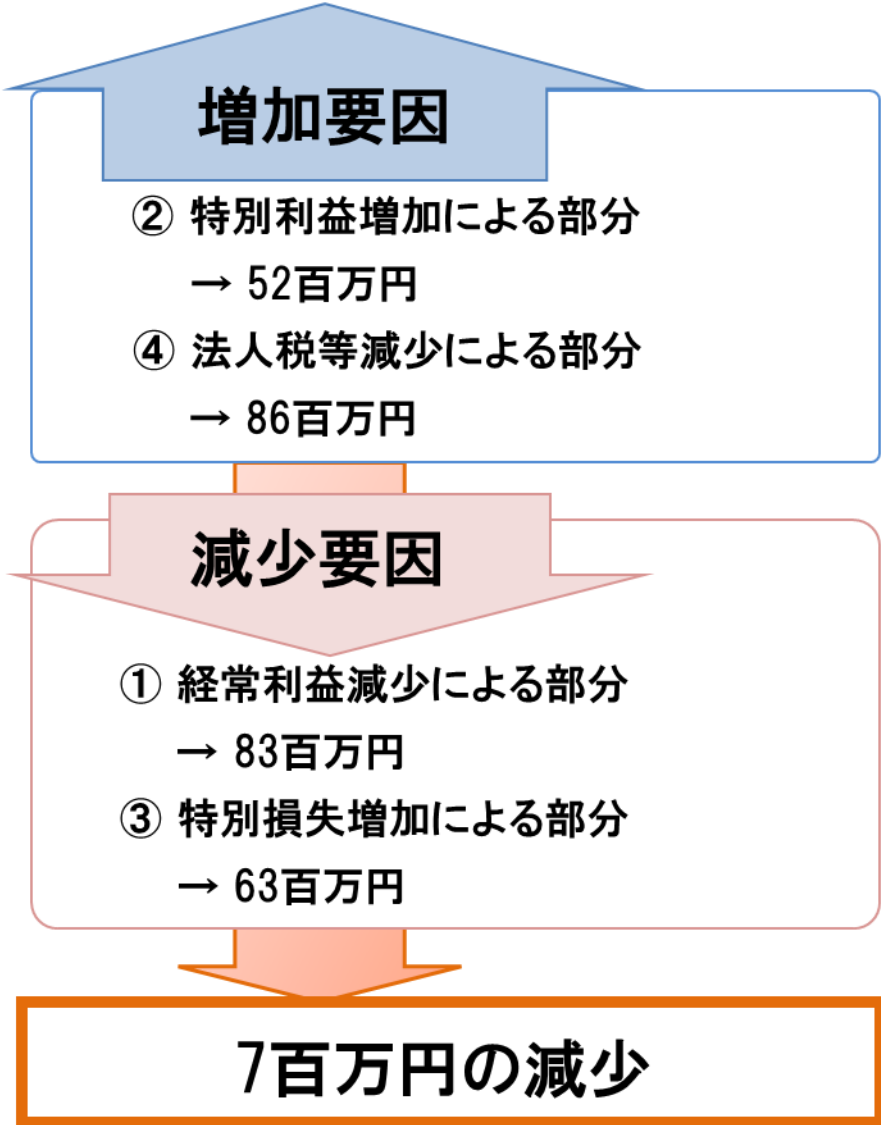 増加要因
② 特別利益増加による部分
→ 52百万円
④ 法人税等減少による部分
→ 86百万円
減少要因
① 経常利益減少による部分
→ 83百万円
③ 特別損失増加による部分
→ 63百万円
7百万円の減少